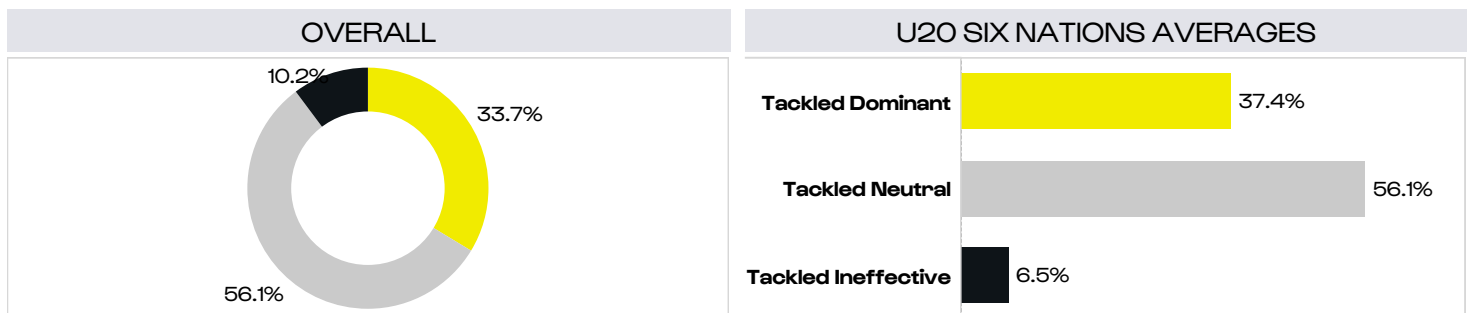 OVERALL
10.2%
33.7%
56.1%
U20 SIX NATIONS AVERAGES
Tackled Dominant 37.4%
Tackled Neutral 56.1%
Tackled Ineffective 6.5%